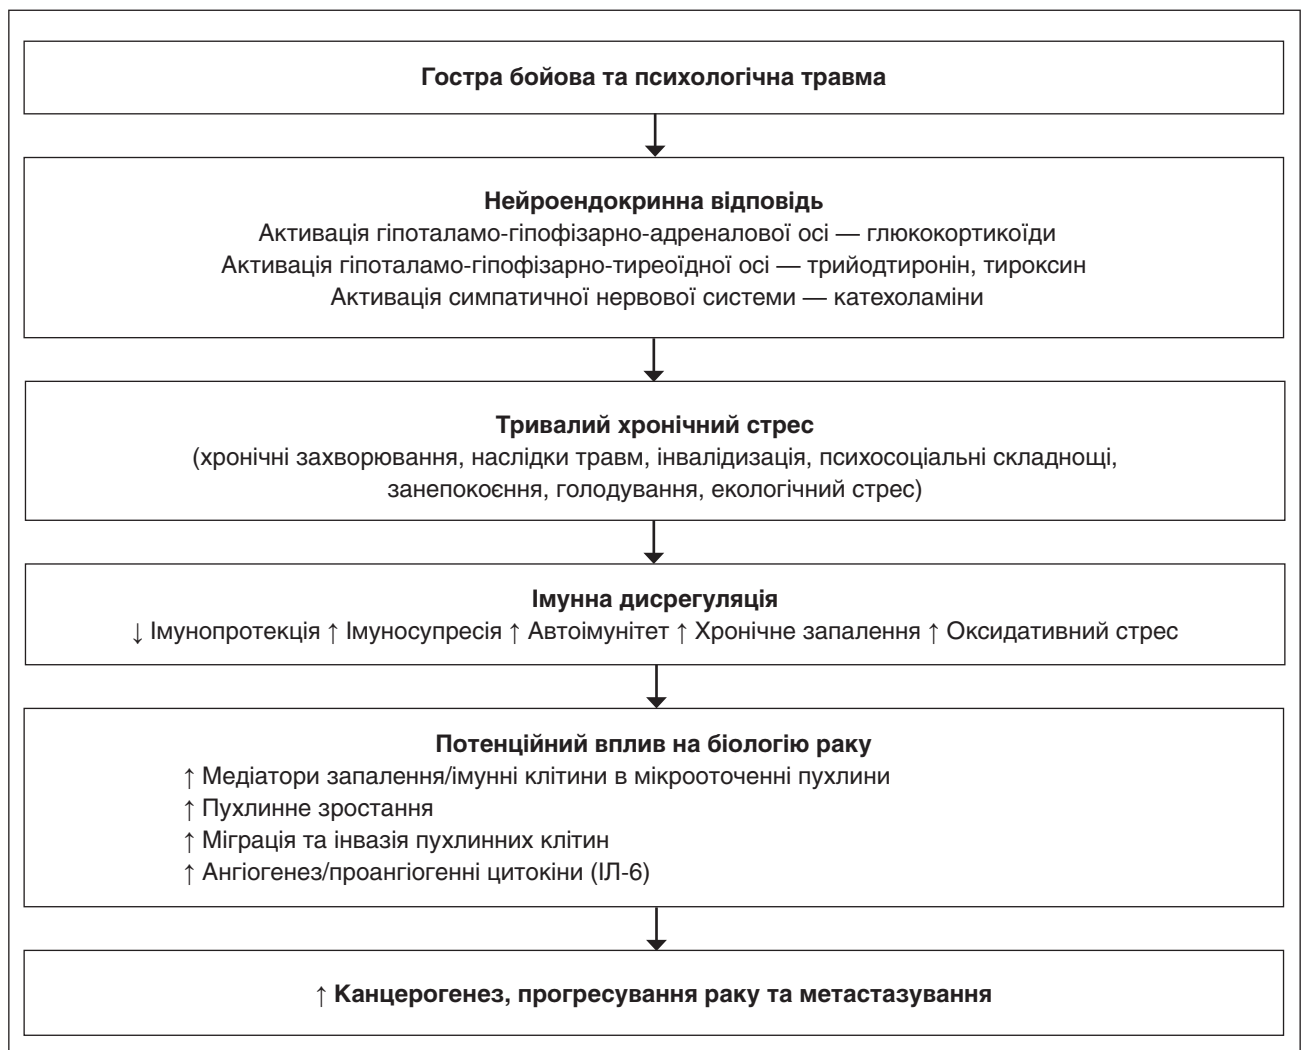 Гостра бойова та психологічна травма
Нейроендокринна відповідь
Активація гіпоталамо-гіпофізарно-адреналової осі — глюкокортикоїди
Активація гіпоталамо-гіпофізарно-тиреоїдної осі — трийодтиронін, тироксин
Активація симпатичної нервової системи — катехоламіни
Тривалий хронічний стрес
(хронічні захворювання, наслідки травм, інвалідизація, психосоціальні складнощі,
занепокоєння, голодування, екологічний стрес)
Імунна дисрегуляція
↓ Імунопротекція ↑ Імуносупресія ↑ Автоімунітет ↑ Хронічне запалення ↑ Оксидативний стрес
Потенційний вплив на біологію раку
↑ Медіатори запалення/імунні клітини в мікрооточенні пухлини
↑ Пухлинне зростання
↑ Міграція та інвазія пухлинних клітин
↑ Ангіогенез/проангіогенні цитокіни (ІЛ-6)
↑ Канцерогенез, прогресування раку та метастазування